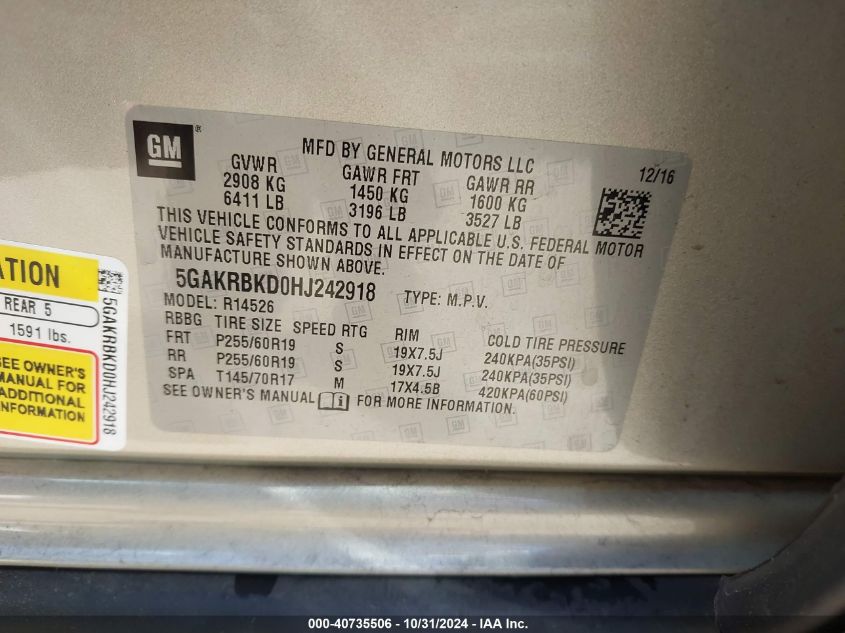 GM ®
MFD BY GENERAL MOTORS LLC
12/16
GVWR GAWR FRT GAWR RR
2908 KG 1450 KG 1600 KG
6411 LB 3196 LB 3527 LB
THIS VEHICLE CONFORMS TO ALL APPLICABLE U.S. FEDERAL MOTOR
VEHICLE SAFETY STANDARDS IN EFFECT ON THE DATE OF
MANUFACTURE SHOWN ABOVE.
5GAKRBKD0HJ242918 TYPE: M.P.V.
MODEL: R14526
RBBG TIRE SIZE SPEED RTG RIM COLD TIRE PRESSURE
FRT P255/60R19 S 19X7.5J 240KPA(35PSI)
RR P255/60R19 S 19X7.5J 240KPA(35PSI)
SPA T145/70R17 M 17X4.5B 420KPA(60PSI)
SEE OWNER'S MANUAL FOR MORE INFORMATION.
ATION
REAR 5
1591 lbs.
SEE OWNER'S
MANUAL FOR
ADDITIONAL
INFORMATION
5GAKRBKD0HJ242918
000-40735506 - 10/31/2024 - IAA Inc.